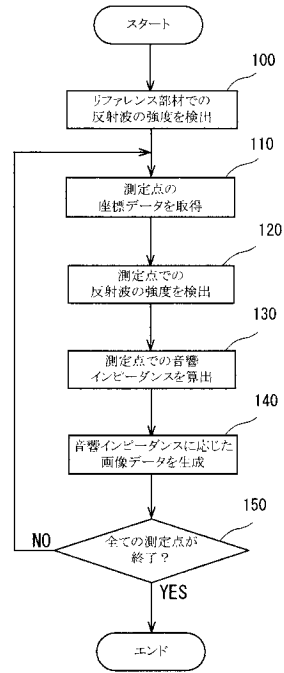 スタート
100
リファレンス部材での
反射波の強度を検出
110
測定点の
座標データを取得
120
測定点での
反射波の強度を検出
130
測定点での音響
インピーダンスを算出
140
音響インピーダンスに応じた
画像データを生成
150
全ての測定点が
終了?
NO
YES
エンド